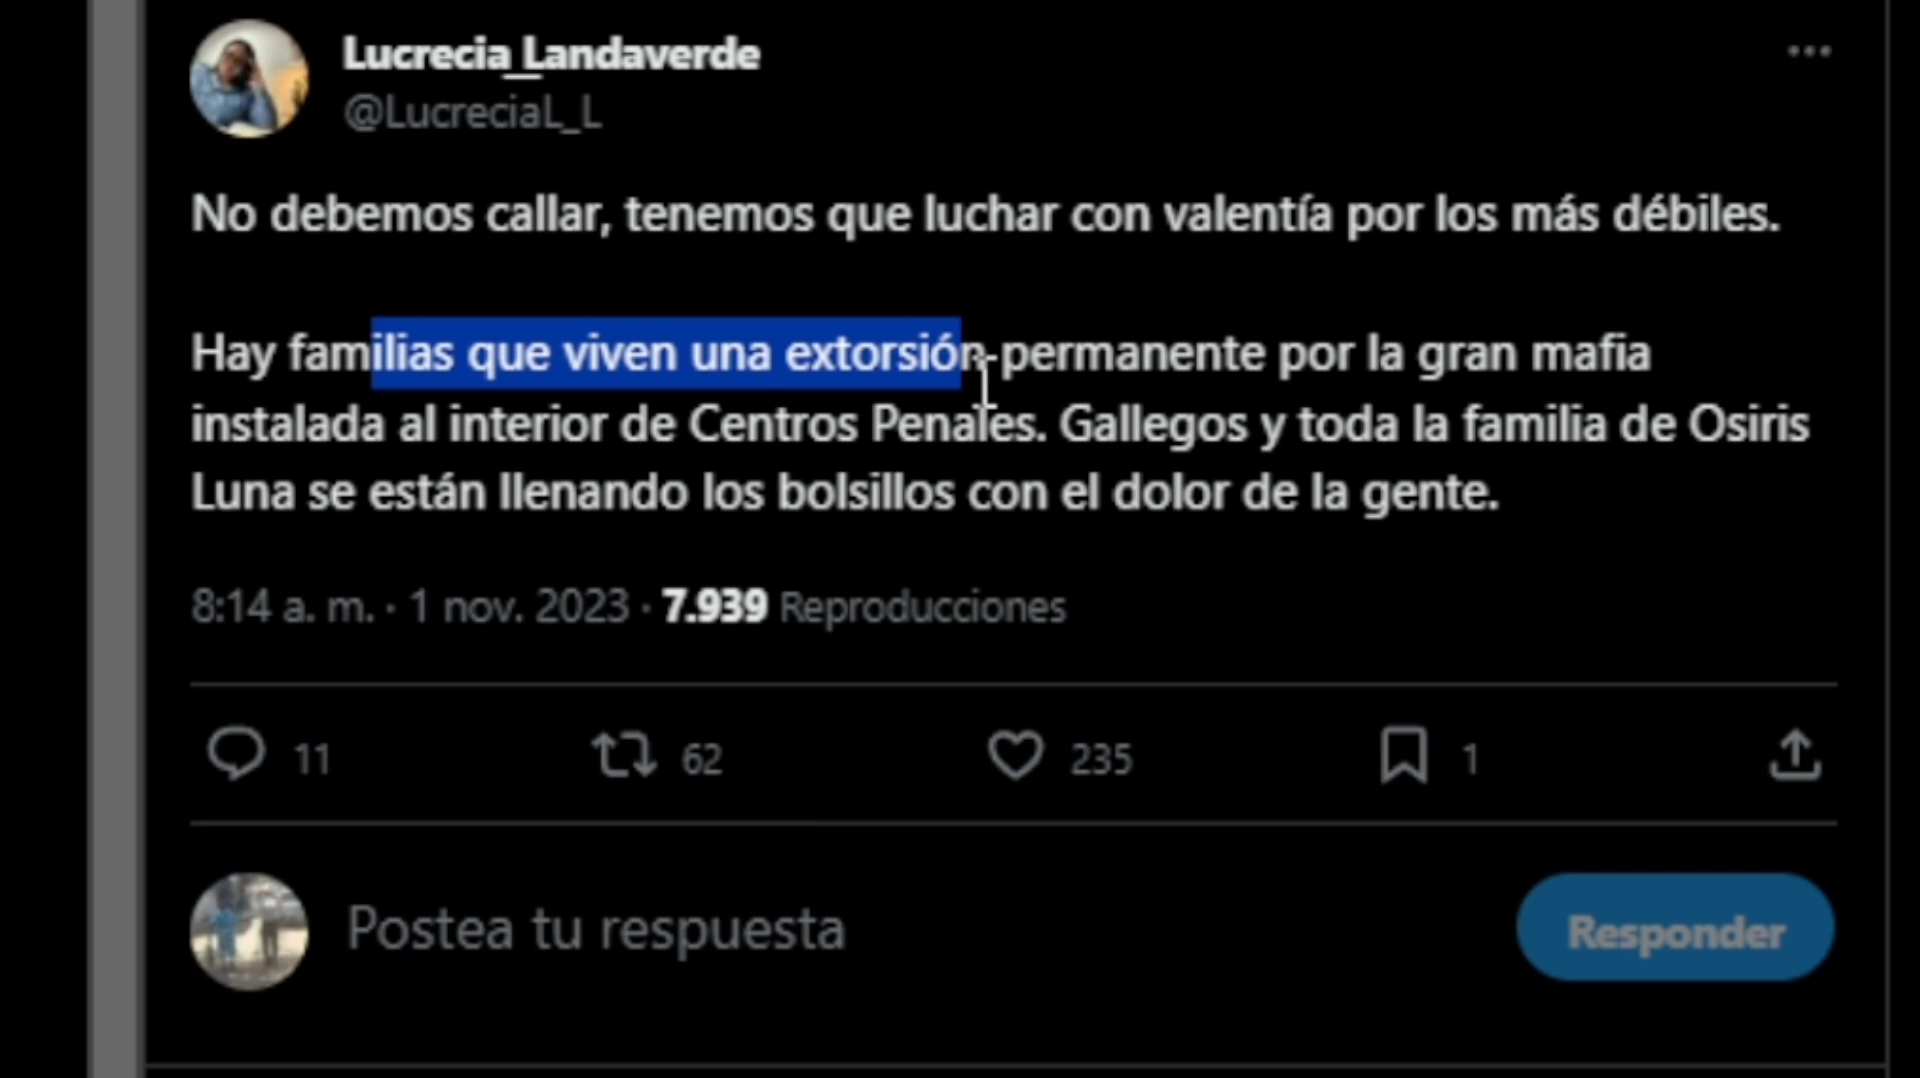 Lucrecia_Landaverde
@LucreciaL_L
No debemos callar, tenemos que luchar con valentía por los más débiles.
Hay familias que viven una extorsión permanente por la gran mafia
instalada al interior de Centros Penales. Gallegos y toda la familia de Osiris
Luna se están llenando los bolsillos con el dolor de la gente.
8:14 a. m. · 1 nov. 2023 · 7.939 Reproducciones
11 62 235 1
Postea tu respuesta Responder